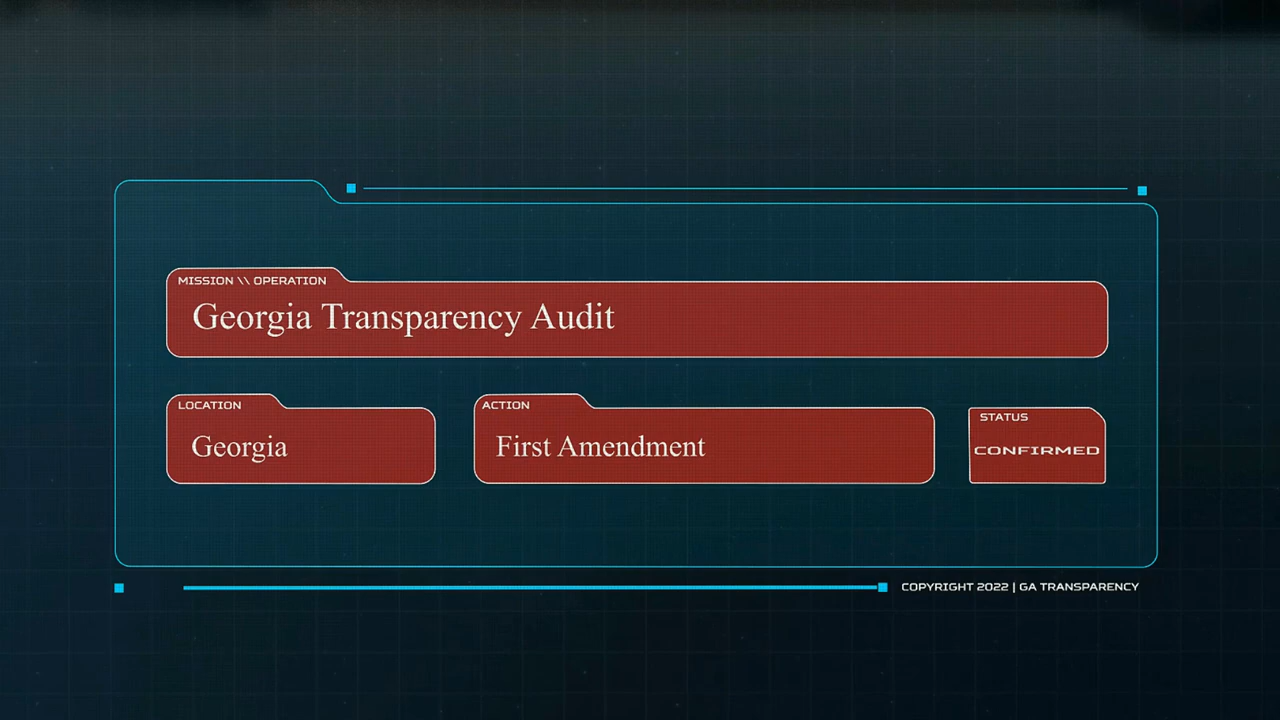 MISSION \\ OPERATION
Georgia Transparency Audit
LOCATION
Georgia
ACTION
First Amendment
STATUS
CONFIRMED
COPYRIGHT 2022 | GA TRANSPARENCY